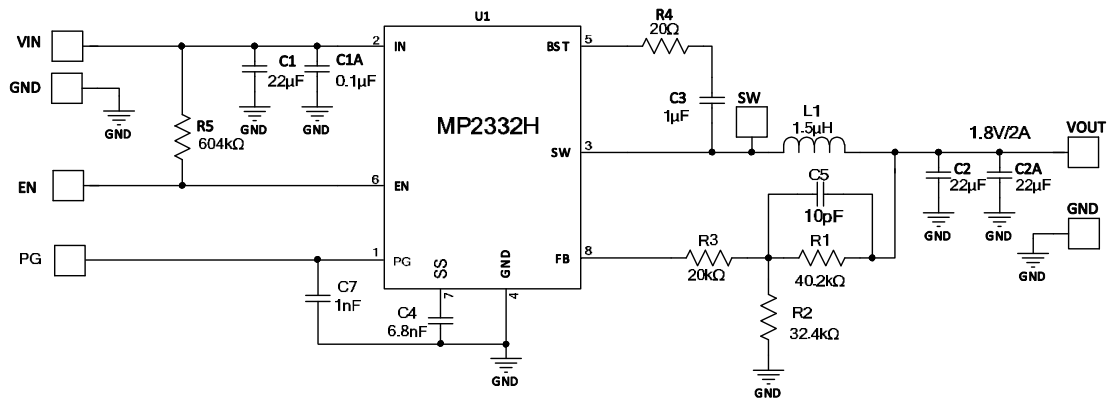 U1
VIN
2
IN
C1
22µF
C1A
0.1µF
GND
GND
GND
GND
R5
604kΩ
EN
6
EN
PG
1
PG
C7
1nF
C4
6.8nF
SS
7
GND
4
GND
MP2332H
BST
5
R4
20Ω
C3
1µF
SW
SW
3
L1
1.5µH
1.8V/2A
VOUT
C2
22µF
C2A
22µF
GND
GND
GND
GND
C5
10pF
FB
8
R3
20kΩ
R1
40.2kΩ
R2
32.4kΩ
GND